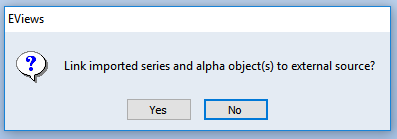 EViews
Link imported series and alpha object(s) to external source?
Yes
No